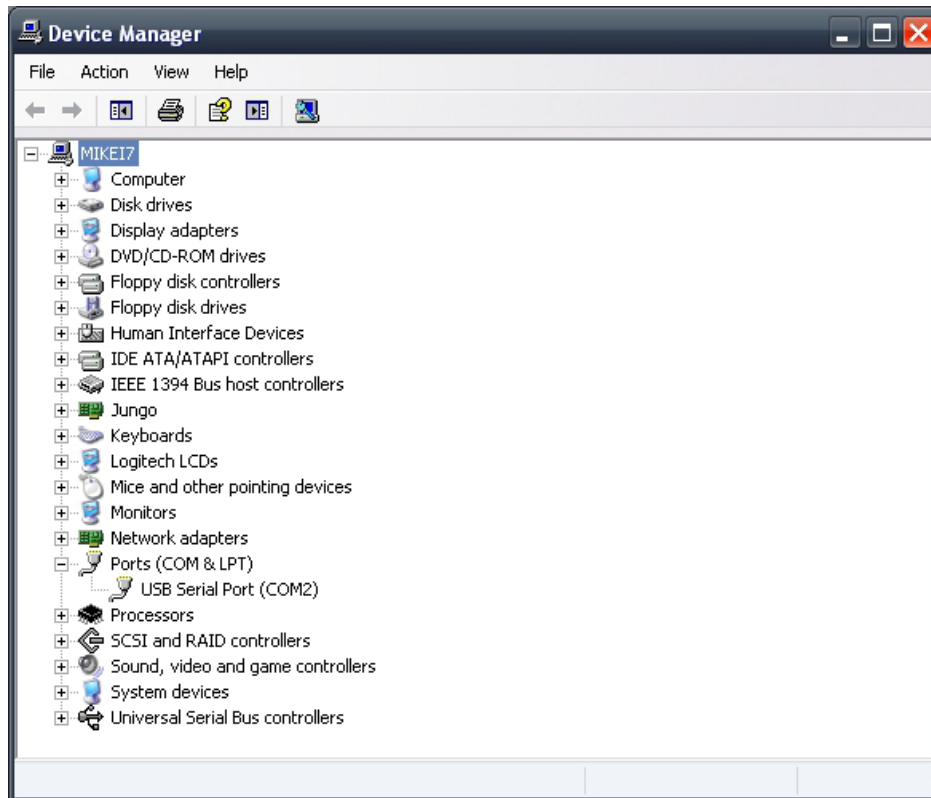 Device Manager
File Action View Help
MIKEI7
Computer
Disk drives
Display adapters
DVD/CD-ROM drives
Floppy disk controllers
Floppy disk drives
Human Interface Devices
IDE ATA/ATAPI controllers
IEEE 1394 Bus host controllers
Jungo
Keyboards
Logitech LCDs
Mice and other pointing devices
Monitors
Network adapters
Ports (COM & LPT)
USB Serial Port (COM2)
Processors
SCSI and RAID controllers
Sound, video and game controllers
System devices
Universal Serial Bus controllers